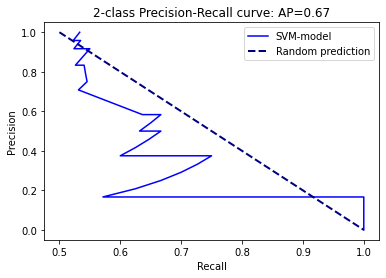 2-class Precision-Recall curve: AP=0.67
SVM-model
Random prediction
Precision
1.0
0.8
0.6
0.4
0.2
0.0
0.5 0.6 0.7 0.8 0.9 1.0
Recall